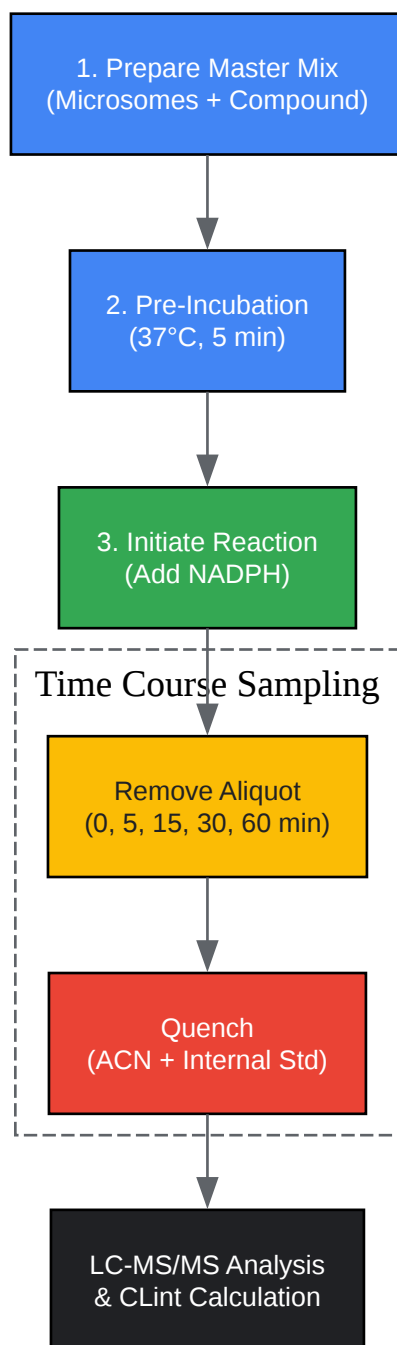 1. Prepare Master Mix
(Microsomes + Compound)
2. Pre-Incubation
(37°C, 5 min)
3. Initiate Reaction
(Add NADPH)
Time Course Sampling
Remove Aliquot
(0, 5, 15, 30, 60 min)
Quench
(ACN + Internal Std)
LC-MS/MS Analysis
& CLint Calculation